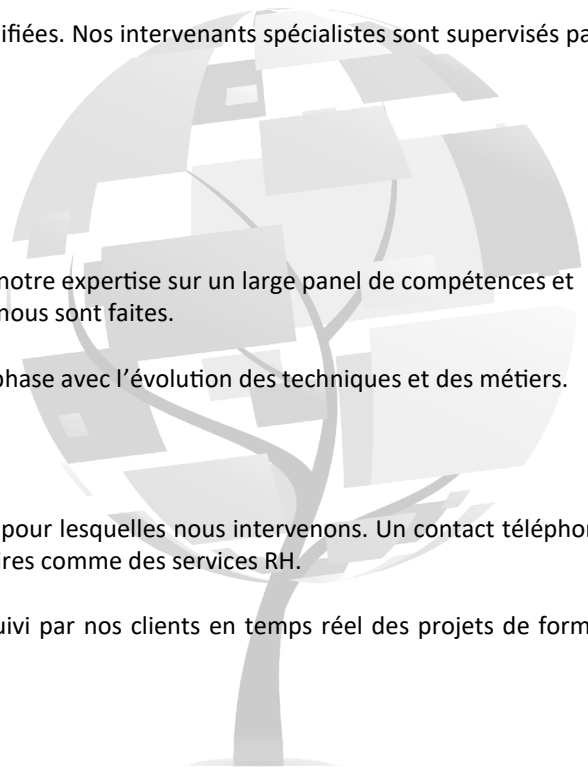 ifiées. Nos intervenants spécialistes sont supervisés pa
notre expertise sur un large panel de compétences et
nous sont faites.
phase avec l’évolution des techniques et des métiers.
pour lesquelles nous intervenons. Un contact téléphon
ires comme des services RH.
uivi par nos clients en temps réel des projets de form